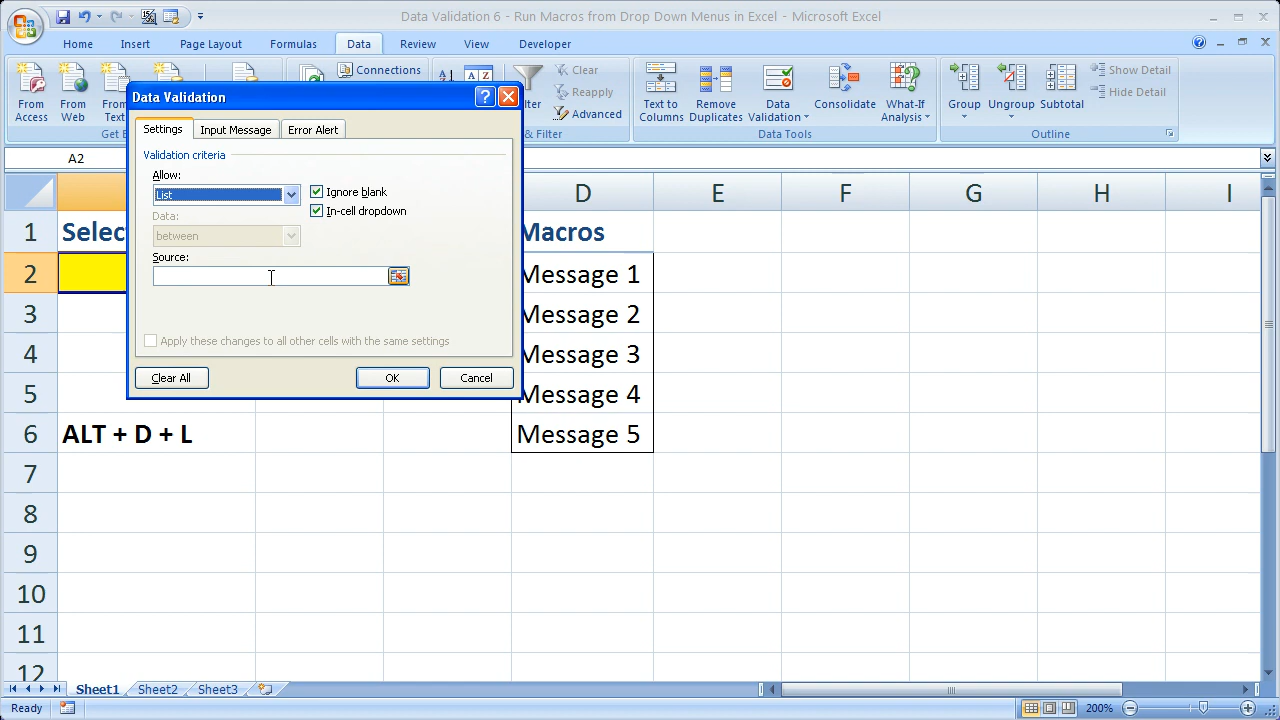 Data Validation 6 - Run Macros from Drop Down Menu in Excel - Microsoft Excel
Home Insert Page Layout Formulas Data Review View Developer
From Access
From Web
From Text
Connections
Clear
Reapply
Advanced
Text to Columns
Remove Duplicates
Data Validation
Consolidate
What-If Analysis
Group
Ungroup
Subtotal
Show Detail
Hide Detail
& Filter
Data Tools
Outline
A2
Data Validation
Settings Input Message Error Alert
Validation criteria
Allow:
List
Ignore blank
In-cell dropdown
Data:
between
Source:
Apply these changes to all other cells with the same settings
Clear All OK Cancel
D E F G H I
1 Macros
2 Message 1
3 Message 2
4 Message 3
5 Message 4
6 ALT + D + L Message 5
7
8
9
10
11
12
Sheet1 Sheet2 Sheet3
Ready 200%